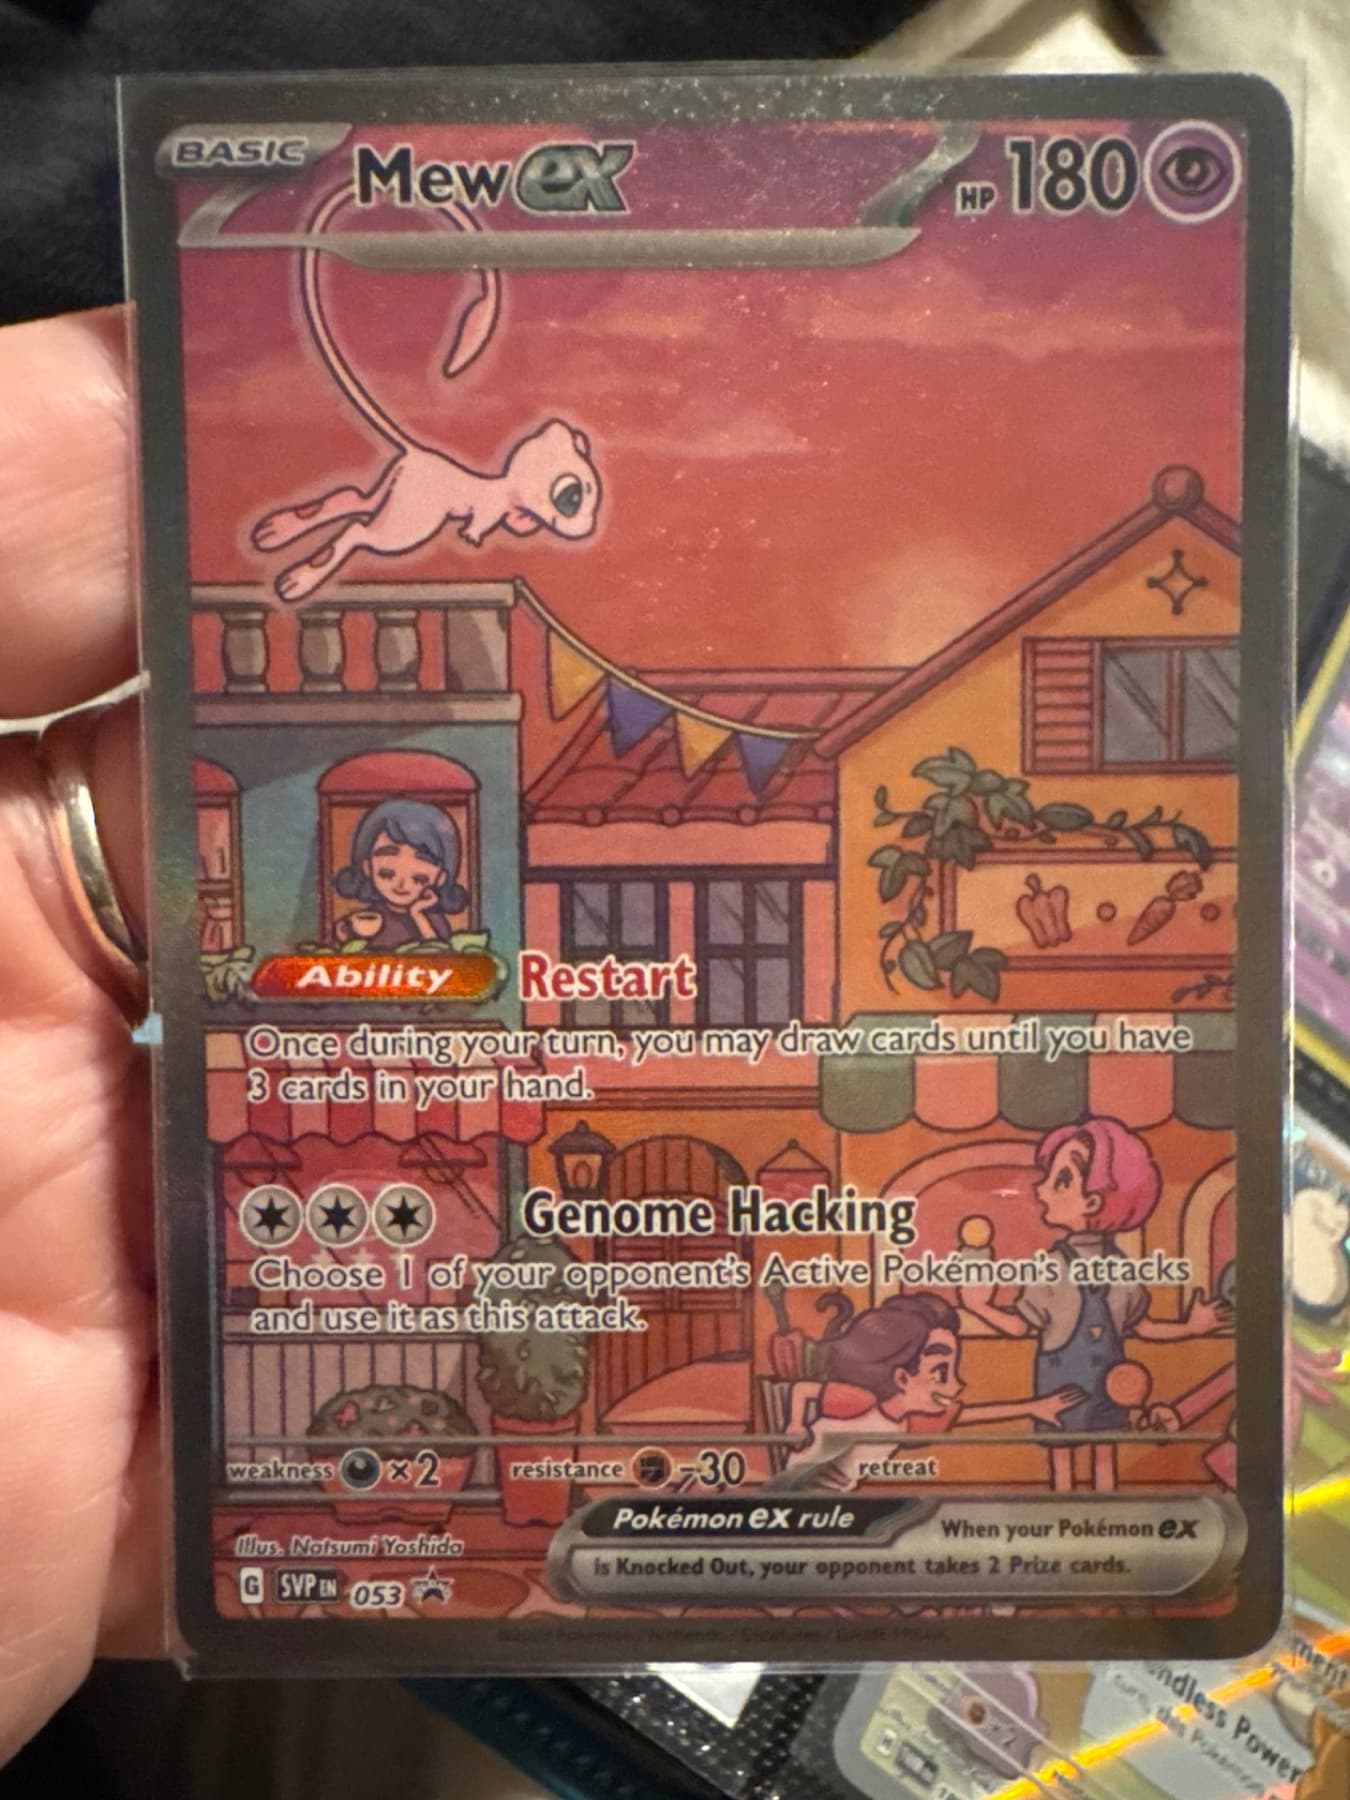 BASIC
Mew ex
HP 180
Ability Restart
Once during your turn, you may draw cards until you have
3 cards in your hand.
Genome Hacking
Choose 1 of your opponent's Active Pokémon's attacks
and use it as this attack.
weakness ×2 resistance -30 retreat
Pokémon ex rule
When your Pokémon ex
is Knocked Out, your opponent takes 2 Prize cards.
Illus. Natsumi Yoshida
G SVP EN 053
ndless Power